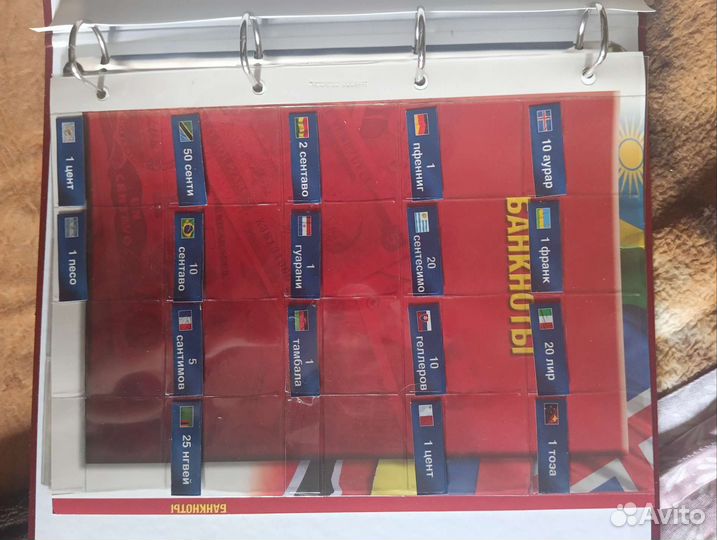 10 аурар
1 франк
20 лир
1 тоза
БАНКНОТЫ
1
пфенниг
20
сентесимо
10
геллеров
1 цент
2 сентаво
1
гуарани
1
тамбала
50 сенти
10
сентаво
5
сантимов
25 нгвей
1 цент
1 песо
БАНКНОТЫ
Avito